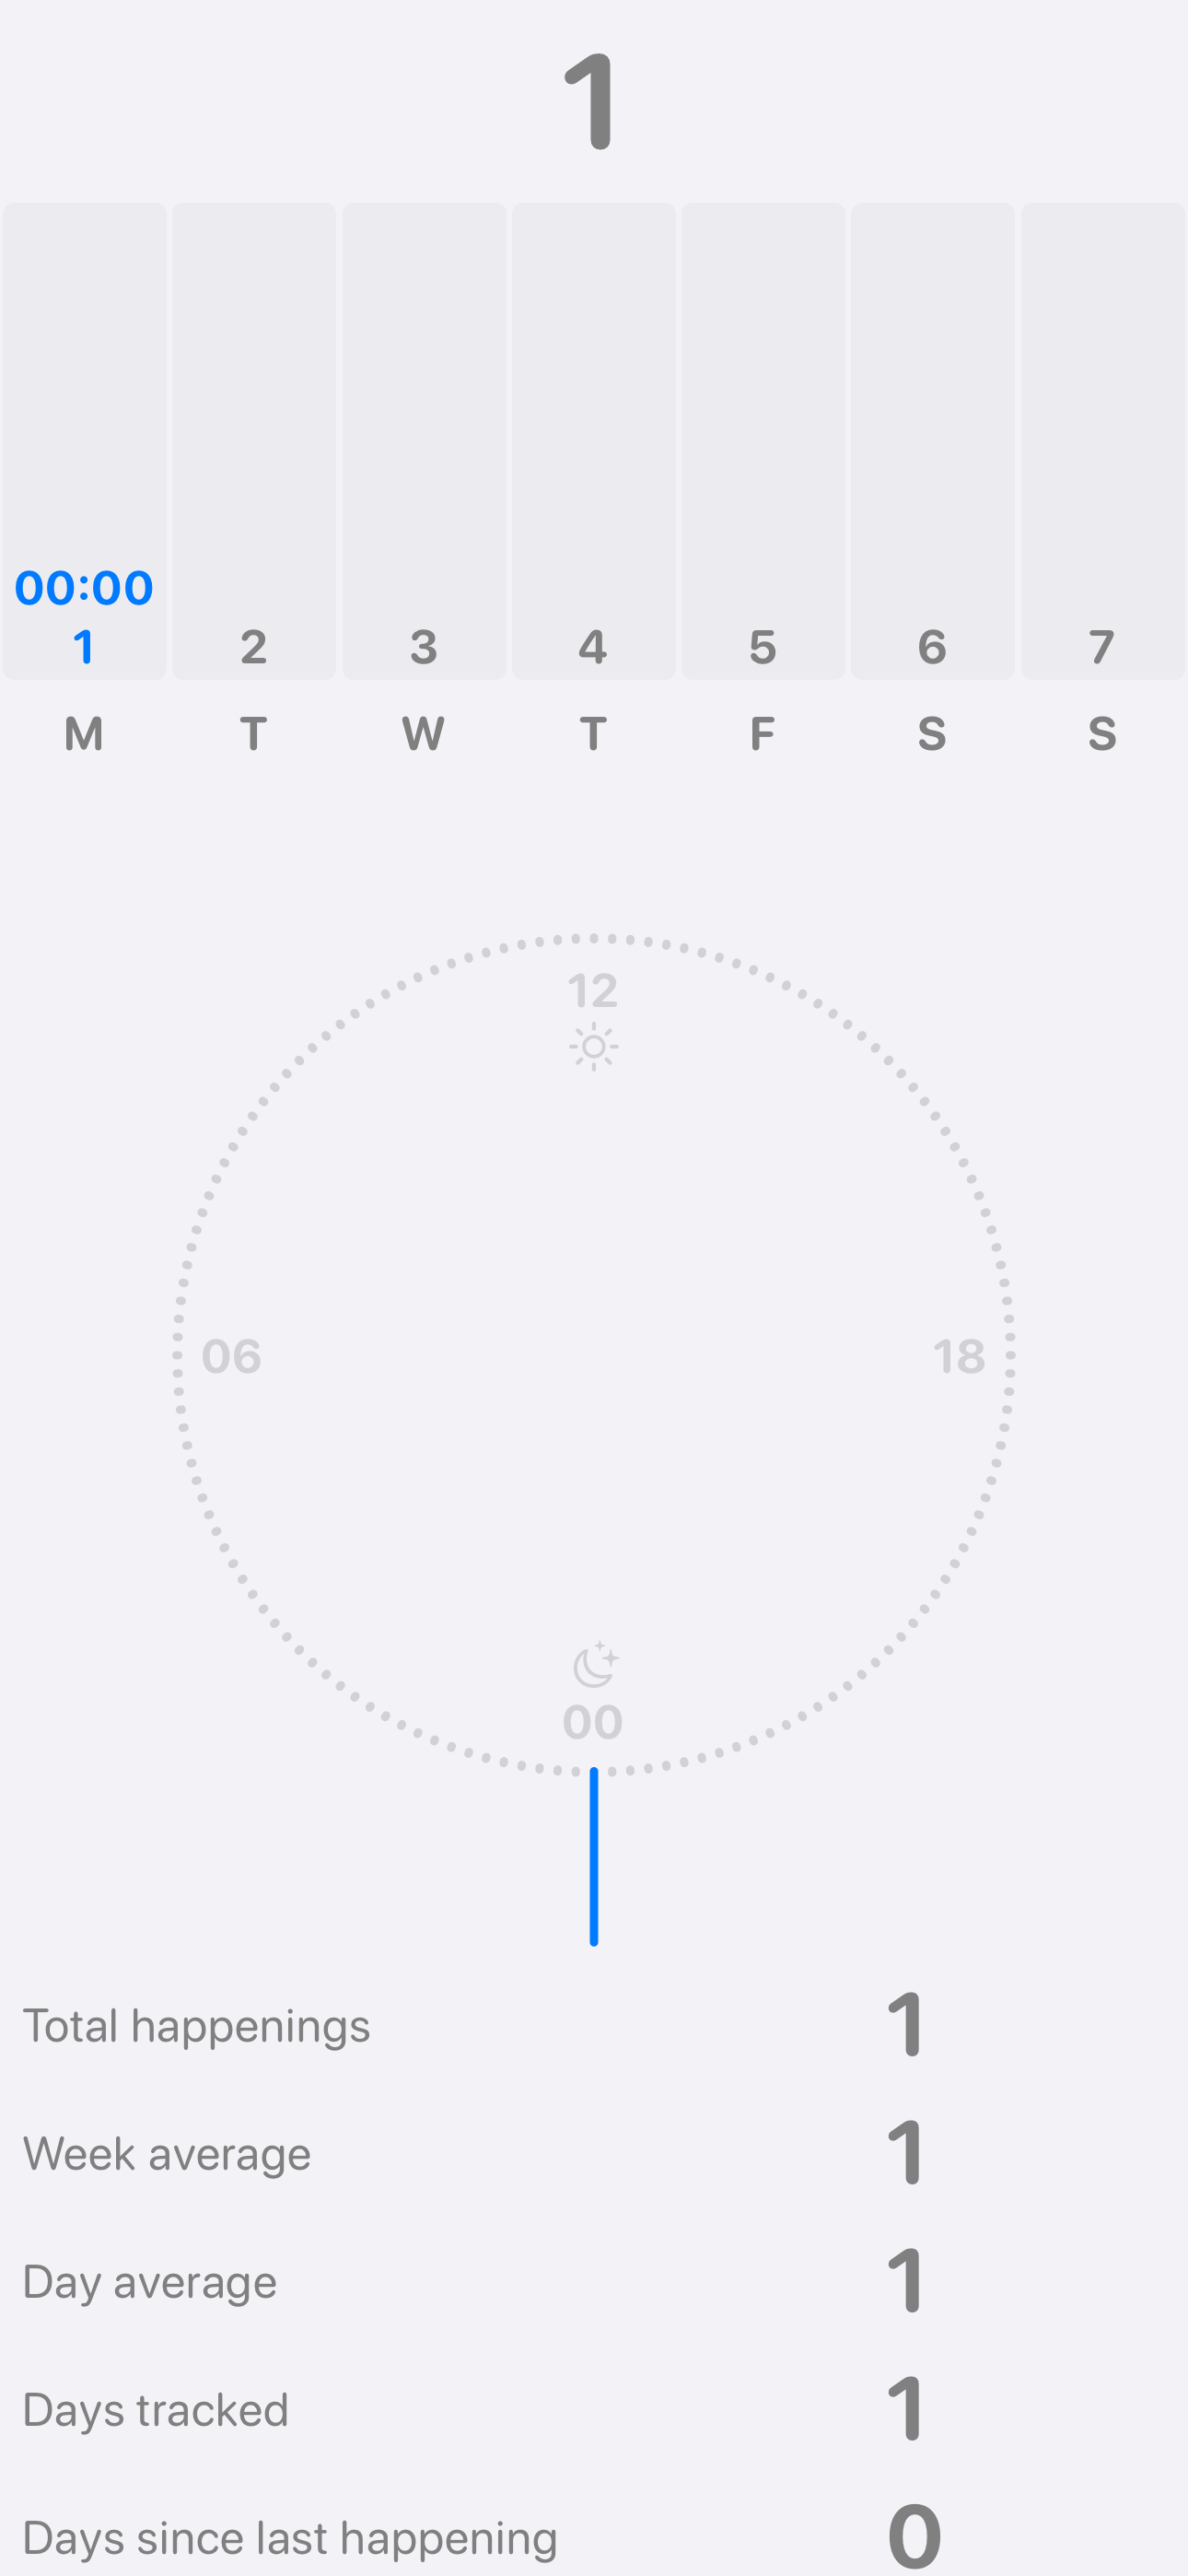 1
00:00
1 2 3 4 5 6 7
M T W T F S S
12
06 18
00
Total happenings 1
Week average 1
Day average 1
Days tracked 1
Days since last happening 0